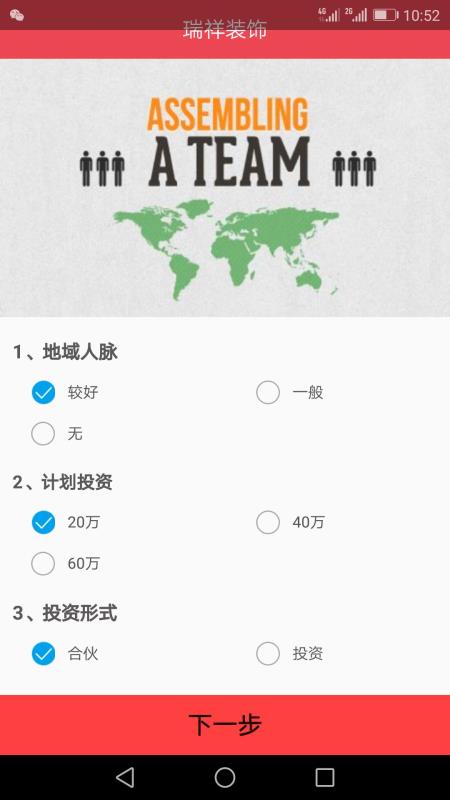 4G
2G
10:52
瑞祥装饰
ASSEMBLING
A TEAM
1、地域人脉
较好
一般
无
2、计划投资
20万
40万
60万
3、投资形式
合伙
投资
下一步